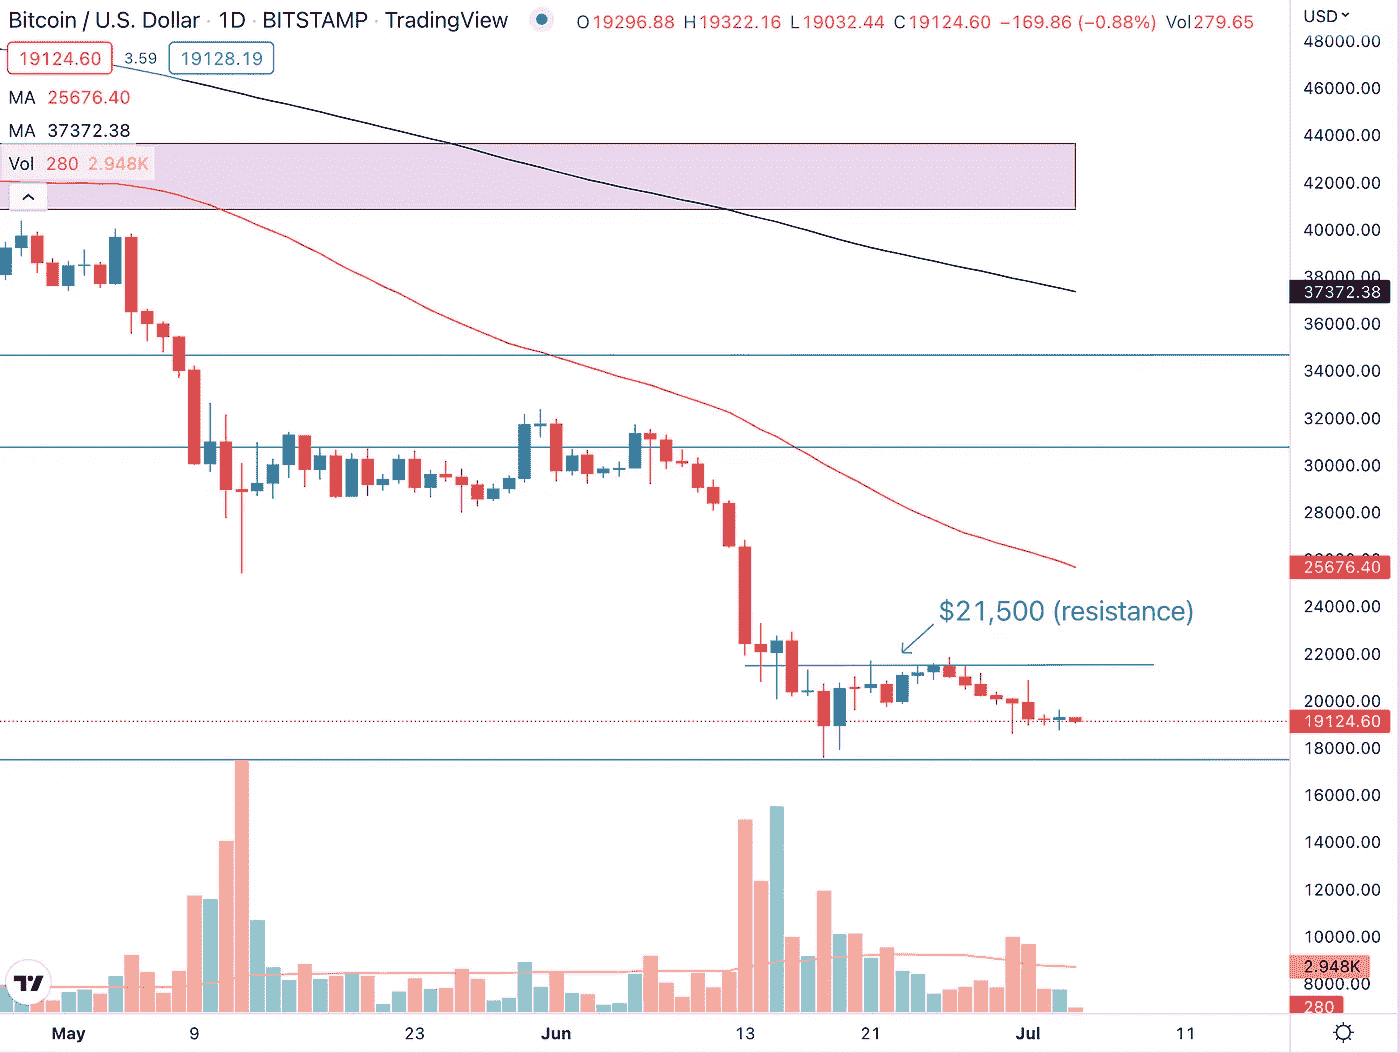 Bitcoin / U.S. Dollar · 1D · BITSTAMP · TradingView O19296.88 H19322.16 L19032.44 C19124.60 −169.86 (−0.88%) Vol279.65
USD
19124.60 3.59 19128.19
MA 25676.40
MA 37372.38
Vol 280 2.948K
48000.00
46000.00
44000.00
42000.00
40000.00
38000.00
37372.38
36000.00
34000.00
32000.00
30000.00
28000.00
25676.40
24000.00
$21,500 (resistance)
22000.00
20000.00
19124.60
18000.00
16000.00
14000.00
12000.00
10000.00
2.948K
8000.00
280
May 9 23 Jun 13 21 Jul 11